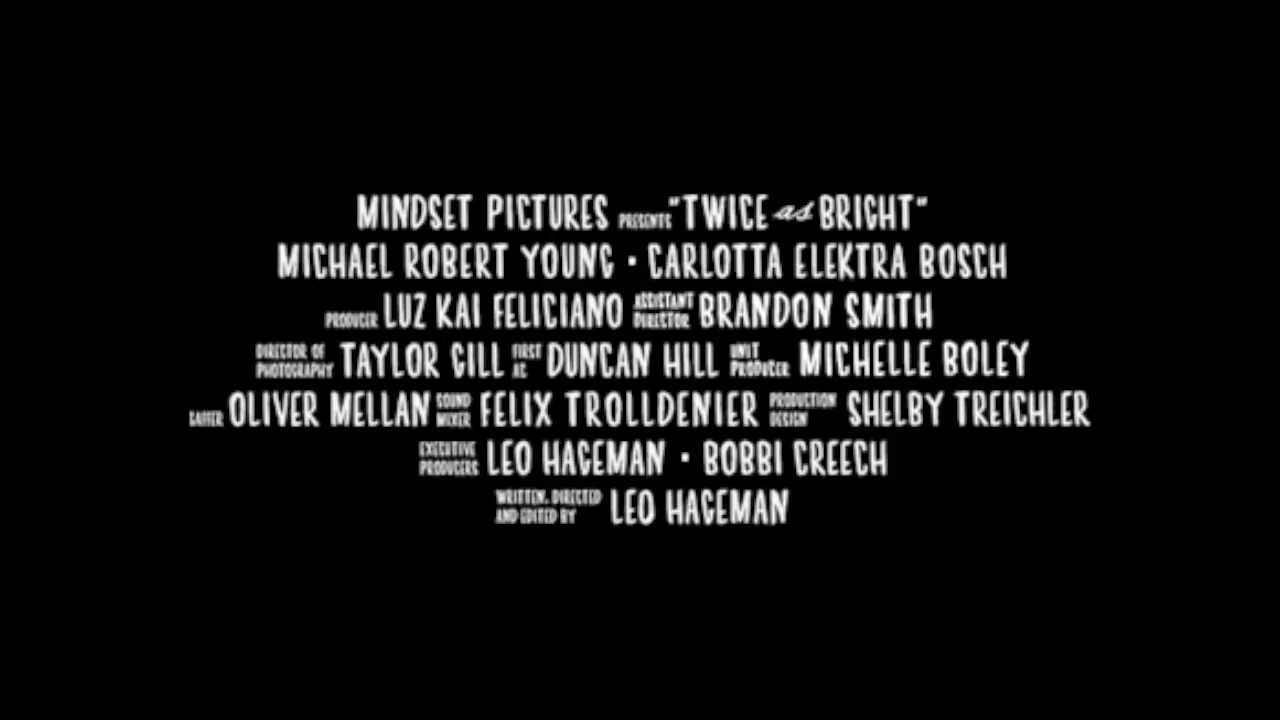 MINDSET PICTURES PRESENTS "TWICE as BRIGHT"
MICHAEL ROBERT YOUNG · CARLOTTA ELEKTRA BOSCH
PRODUCER LUZ KAI FELICIANO ASSISTANT DIRECTOR BRANDON SMITH
DIRECTOR OF PHOTOGRAPHY TAYLOR GILL FIRST AC DUNCAN HILL UNIT PRODUCER MICHELLE BOLEY
GAFFER OLIVER MELLAN SOUND MIXER FELIX TROLLDENIER PRODUCTION DESIGN SHELBY TREICHLER
EXECUTIVE PRODUCERS LEO HAGEMAN · BOBBI CREECH
WRITTEN, DIRECTED AND EDITED BY LEO HAGEMAN